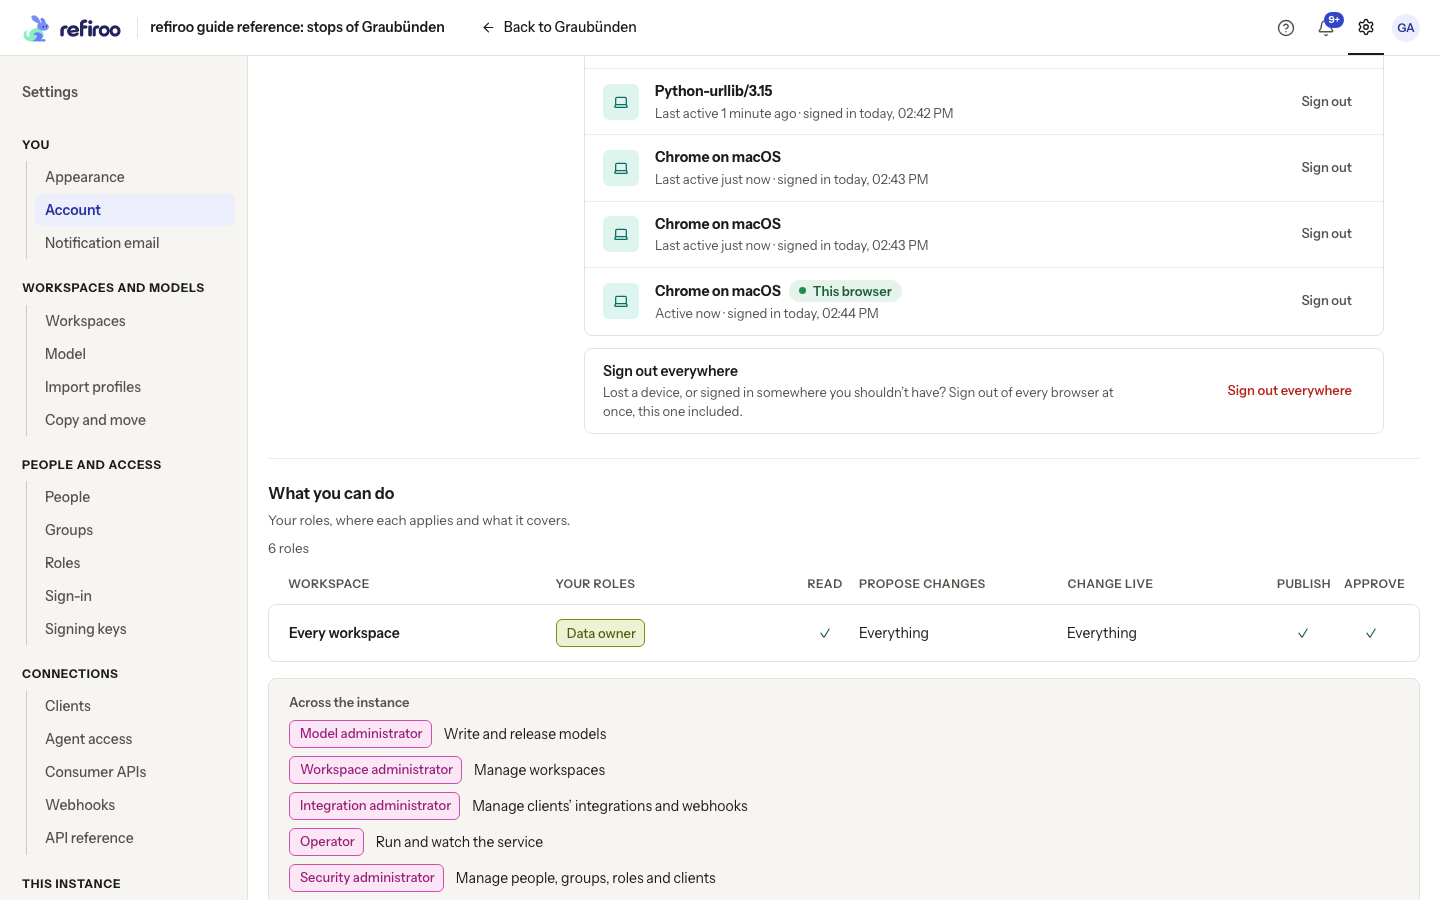 refiroo
refiroo guide reference: stops of Graubünden
← Back to Graubünden
9+
GA
Settings
YOU
Appearance
Account
Notification email
WORKSPACES AND MODELS
Workspaces
Model
Import profiles
Copy and move
PEOPLE AND ACCESS
People
Groups
Roles
Sign-in
Signing keys
CONNECTIONS
Clients
Agent access
Consumer APIs
Webhooks
API reference
THIS INSTANCE
Python-urllib/3.15
Last active 1 minute ago · signed in today, 02:42 PM
Sign out
Chrome on macOS
Last active just now · signed in today, 02:43 PM
Sign out
Chrome on macOS
Last active just now · signed in today, 02:43 PM
Sign out
Chrome on macOS This browser
Active now · signed in today, 02:44 PM
Sign out
Sign out everywhere
Lost a device, or signed in somewhere you shouldn’t have? Sign out of every browser at
once, this one included.
Sign out everywhere
What you can do
Your roles, where each applies and what it covers.
6 roles
WORKSPACE YOUR ROLES READ PROPOSE CHANGES CHANGE LIVE PUBLISH APPROVE
Every workspace Data owner ✓ Everything Everything ✓ ✓
Across the instance
Model administrator Write and release models
Workspace administrator Manage workspaces
Integration administrator Manage clients’ integrations and webhooks
Operator Run and watch the service
Security administrator Manage people, groups, roles and clients